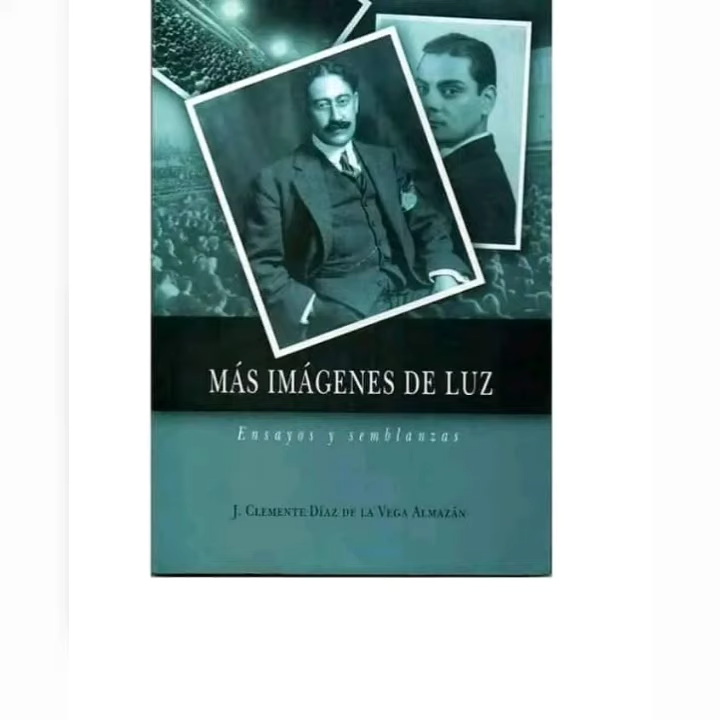 MÁS IMÁGENES DE LUZ
Ensayos y semblanzas
J. CLEMENTE DÍAZ DE LA VEGA ALMAZÁN